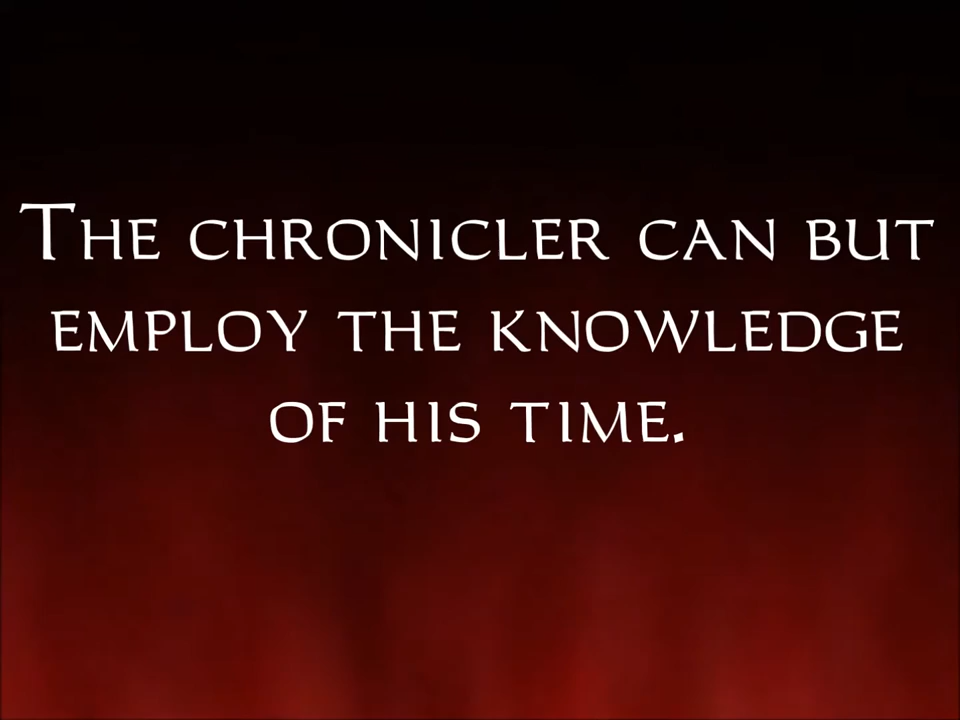 The chronicler can but
employ the knowledge
of his time.